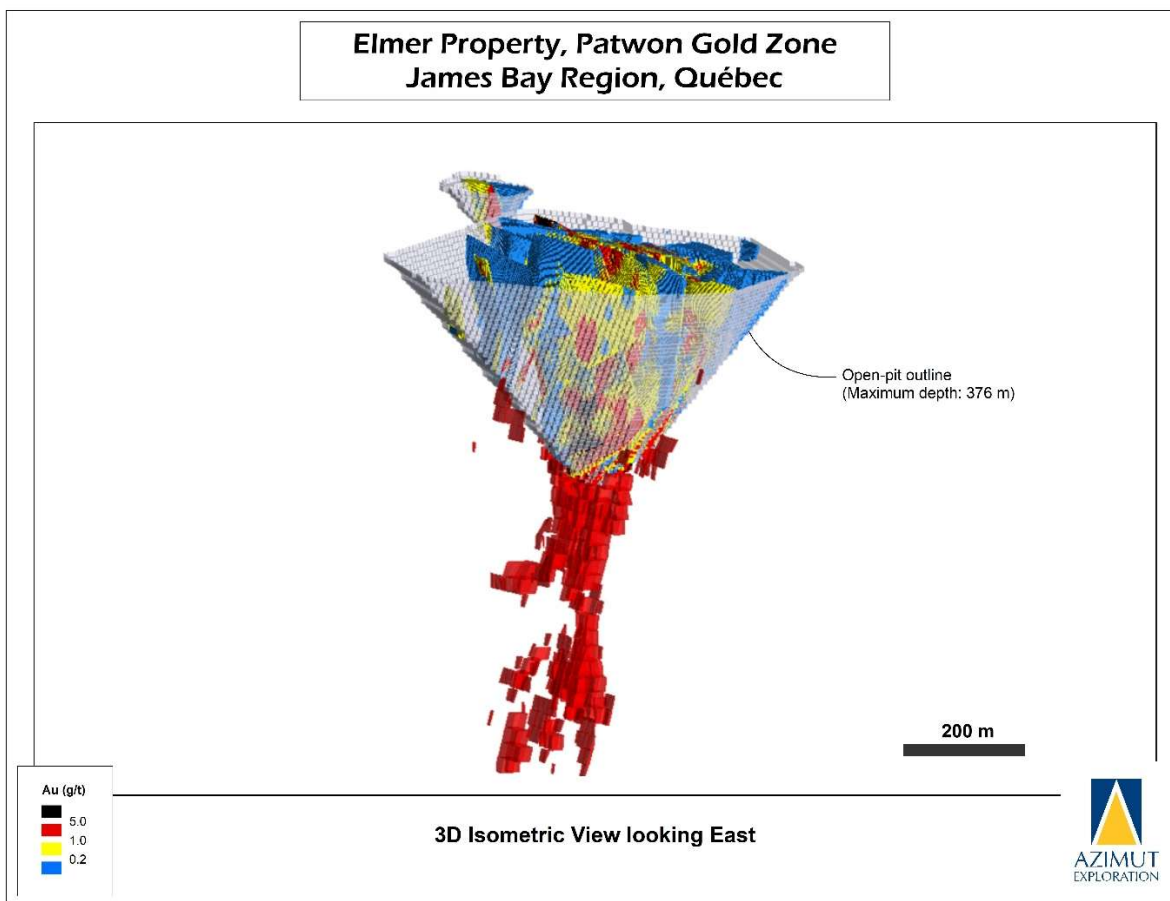 Elmer Property, Patwon Gold Zone
James Bay Region, Québec
Open-pit outline
(Maximum depth: 376 m)
200 m
Au (g/t)
5.0
1.0
0.2
3D Isometric View looking East
AZIMUT
EXPLORATION